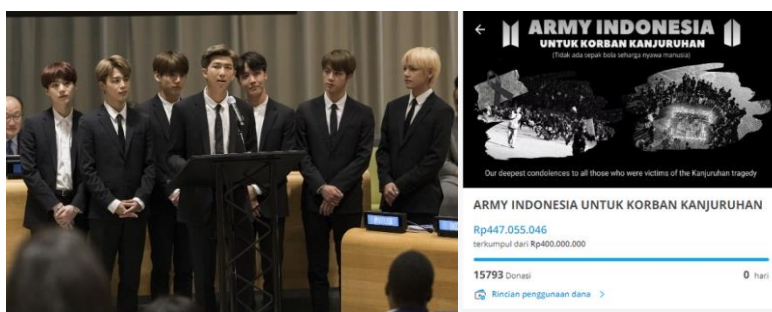 ARMY INDONESIA
UNTUK KORBAN KANJURUHAN
(Tidak ada sepak bola seharga nyawa manusia)
Our deepest condolences to all those who were victims of the Kanjuruhan tragedy
ARMY INDONESIA UNTUK KORBAN KANJURUHAN
Rp447.055.046
terkumpul dari Rp400.000.000
15793 Donasi
0 hari
Rincian penggunaan dana >